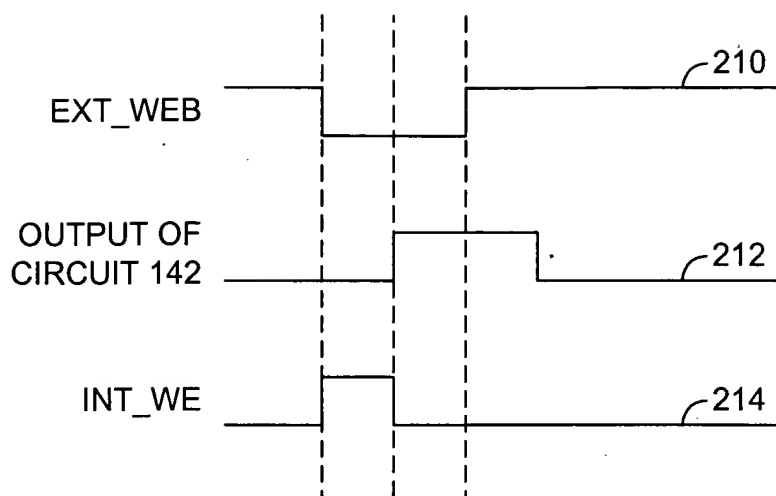 210
EXT_WEB
OUTPUT OF
CIRCUIT 142
212
INT_WE
214